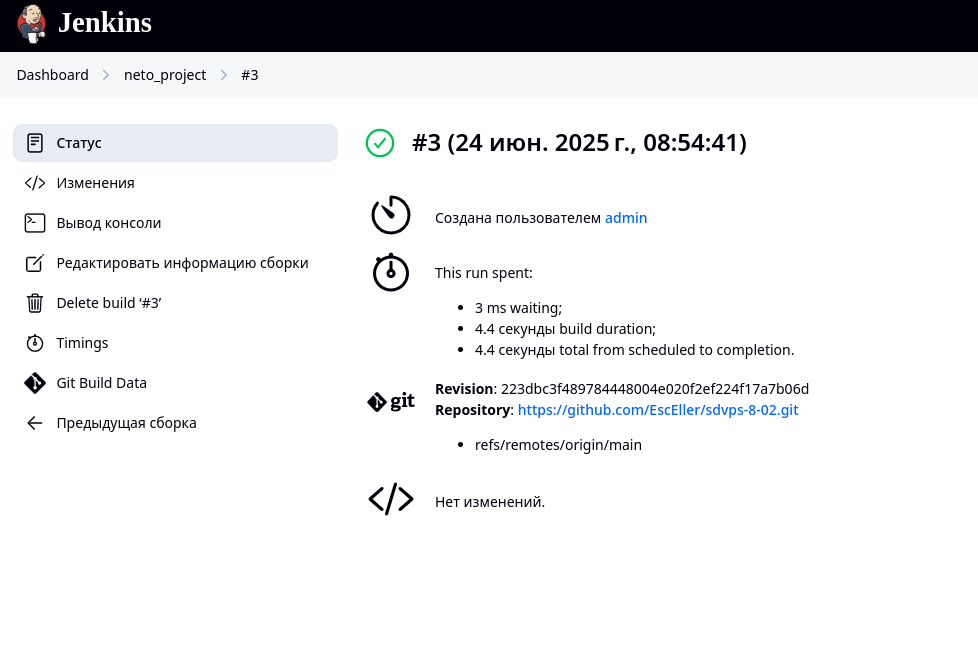 Jenkins
Dashboard
neto_project
#3
Статус
Изменения
Вывод консоли
Редактировать информацию сборки
Delete build ‘#3’
Timings
Git Build Data
Предыдущая сборка
#3 (24 июн. 2025 г., 08:54:41)
Создана пользователем admin
This run spent:
3 ms waiting;
4.4 секунды build duration;
4.4 секунды total from scheduled to completion.
git
Revision: 223dbc3f489784448004e020f2ef224f17a7b06d
Repository: https://github.com/EscEller/sdvps-8-02.git
refs/remotes/origin/main
Нет изменений.